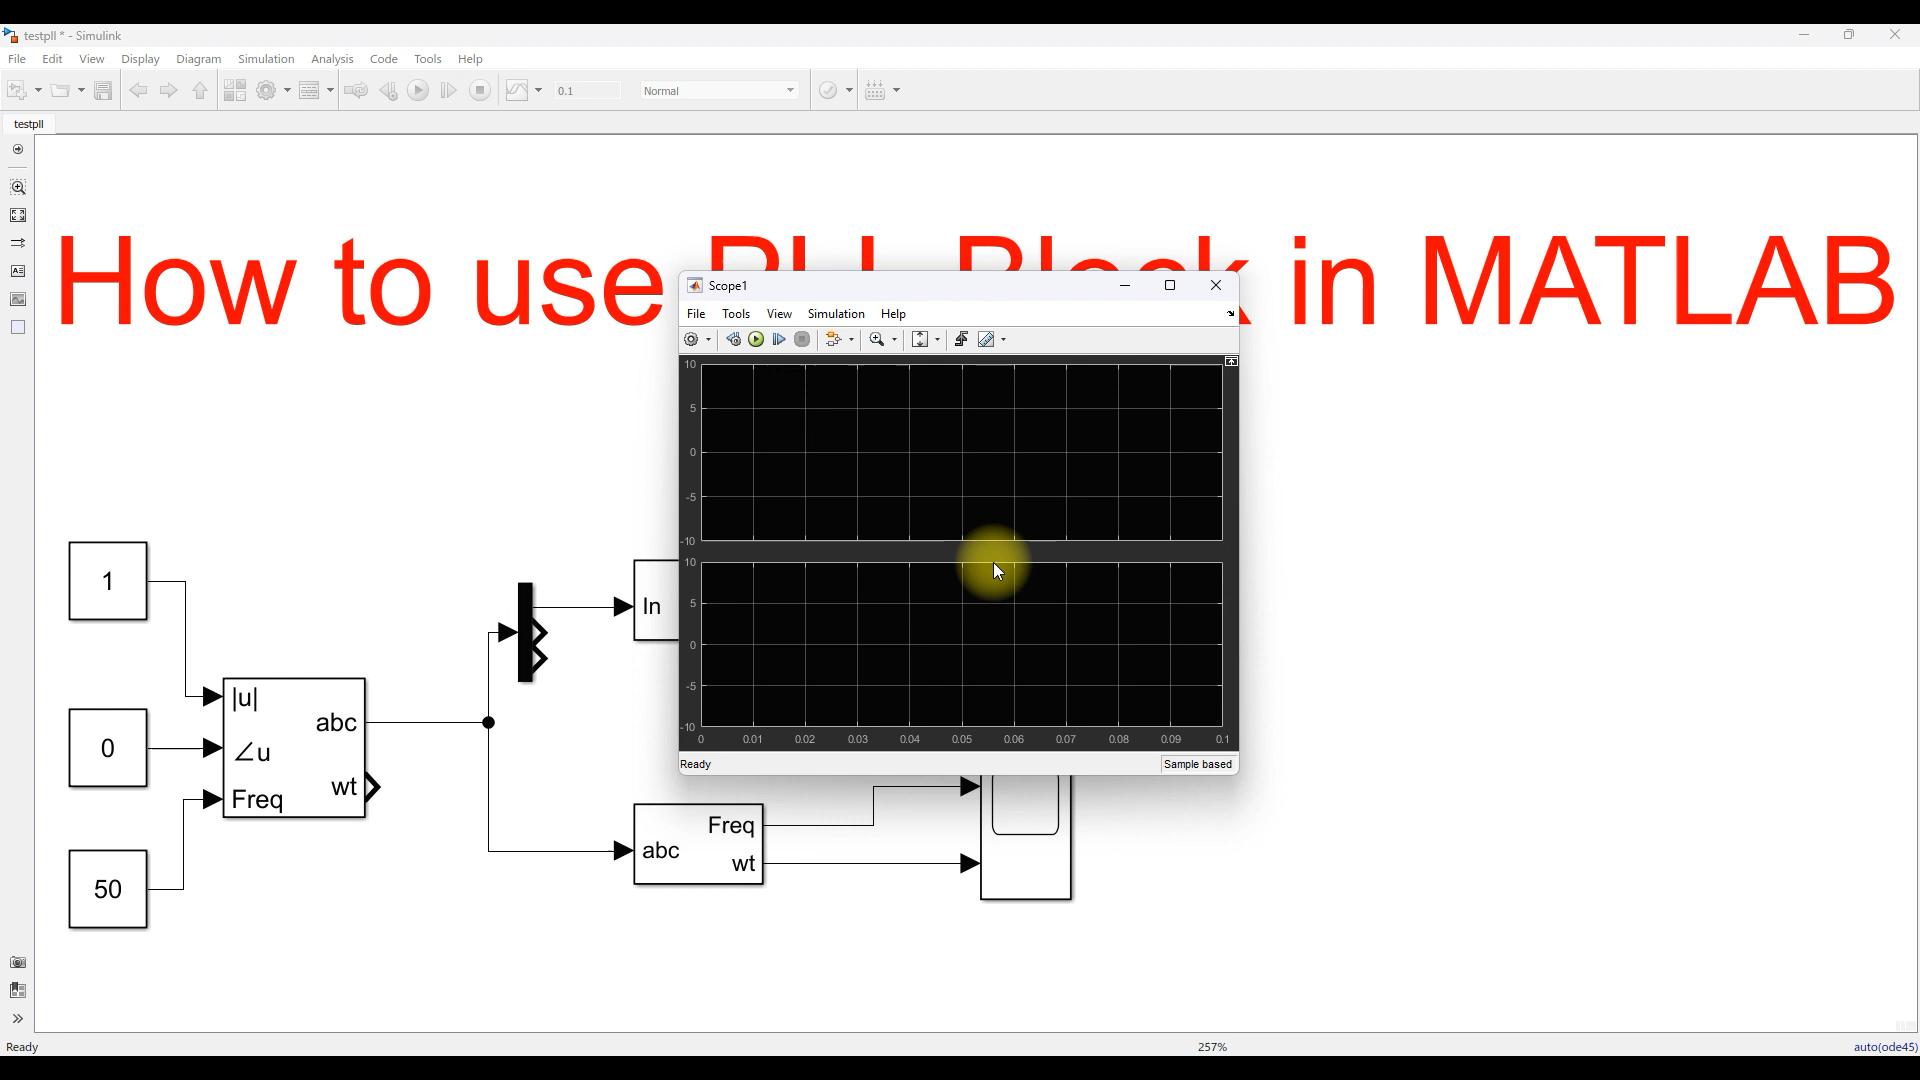 testpll * - Simulink
File Edit View Display Diagram Simulation Analysis Code Tools Help
0.1 Normal
testpll
How to use PLL Block in MATLAB
Scope1
File Tools View Simulation Help
10
5
0
-5
-10
10
5
0
-5
-10
0 0.01 0.02 0.03 0.04 0.05 0.06 0.07 0.08 0.09 0.1
Ready Sample based
1
0
50
|u|
∠u
Freq
abc
wt
In
abc
Freq
wt
Ready 257% auto(ode45)